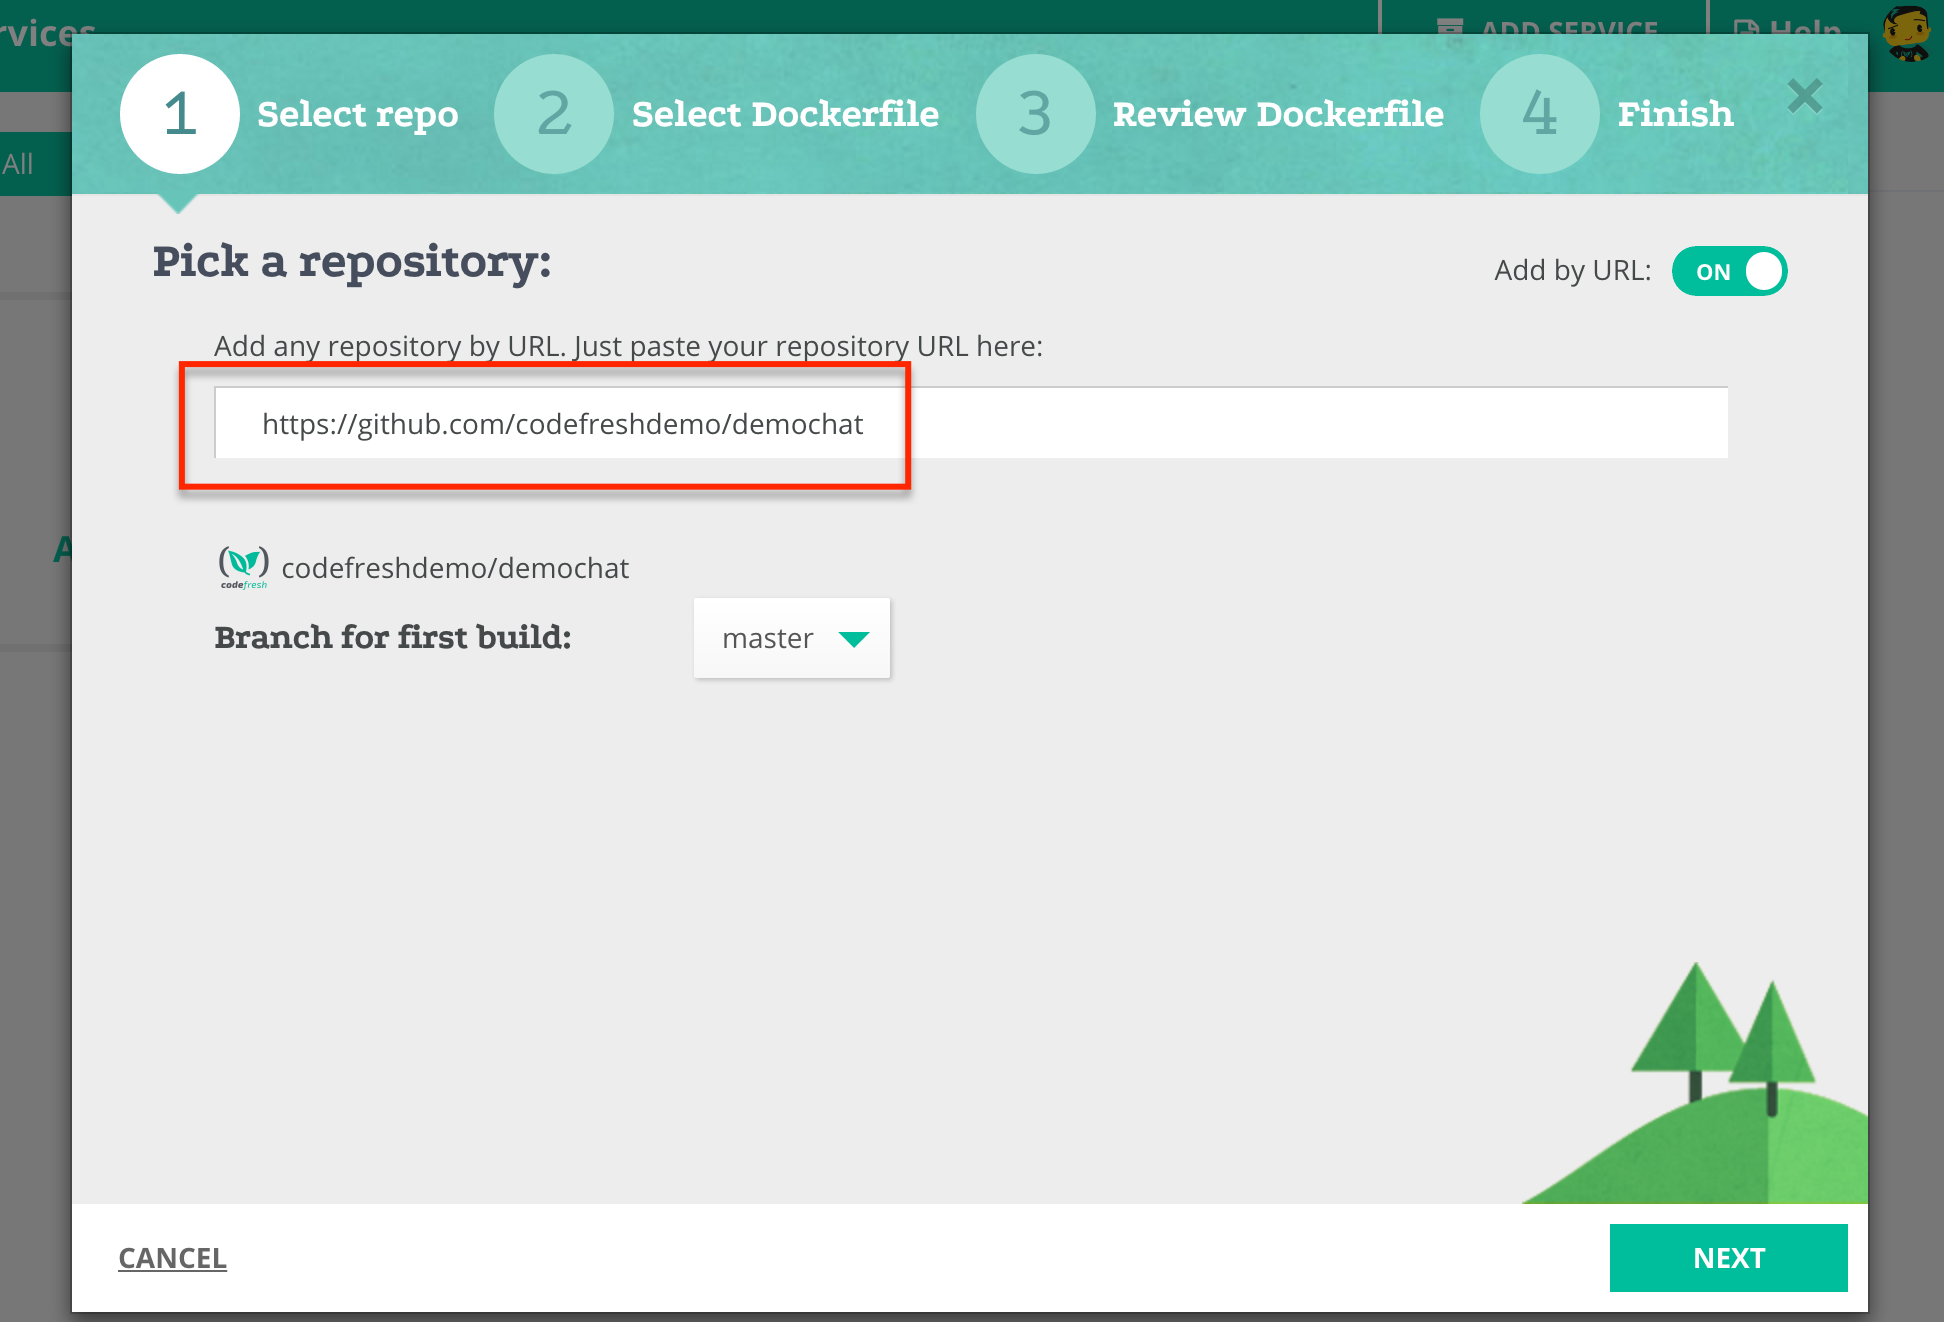 rvices
ADD SERVICE
Help
All
1 Select repo
2 Select Dockerfile
3 Review Dockerfile
4 Finish
Pick a repository:
Add by URL: ON
Add any repository by URL. Just paste your repository URL here:
https://github.com/codefreshdemo/demochat
codefresh
codefreshdemo/demochat
Branch for first build:
master
A
CANCEL
NEXT